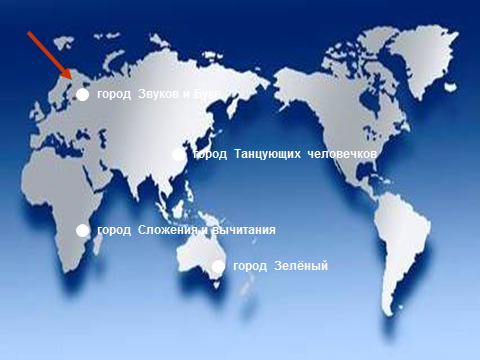 город Звуков и Букв
город Танцующих человечков
город Сложения и вычитания
город Зелёный